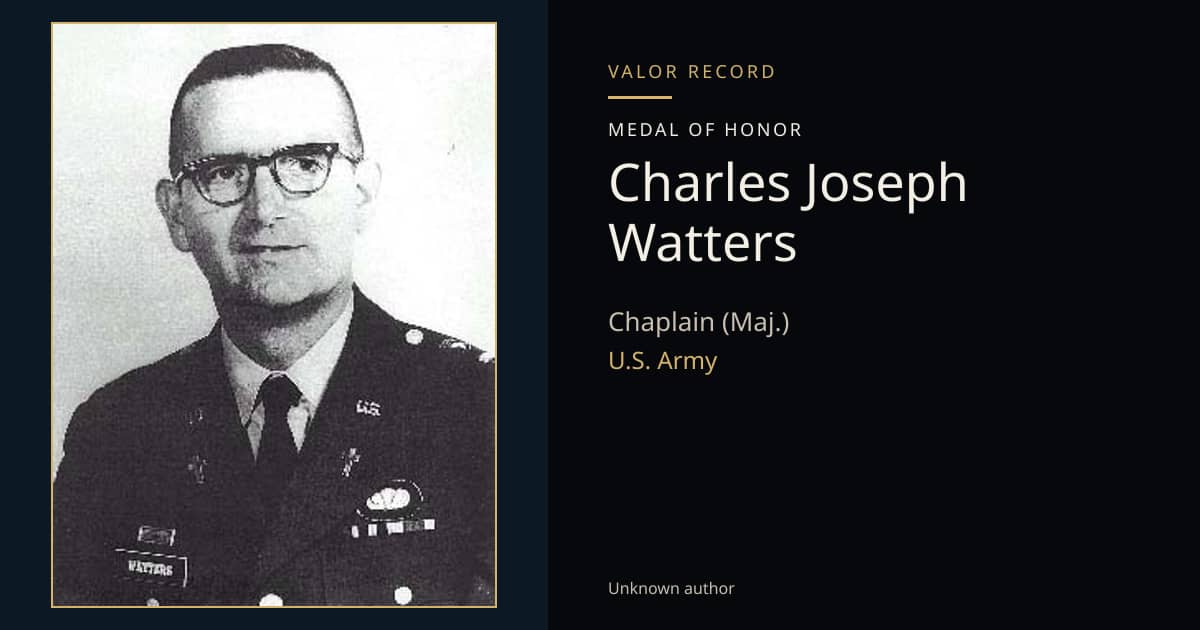 U.S.
WATTERS
VALOR RECORD
MEDAL OF HONOR
Charles Joseph
Watters
Chaplain (Maj.)
U.S. Army
Unknown author